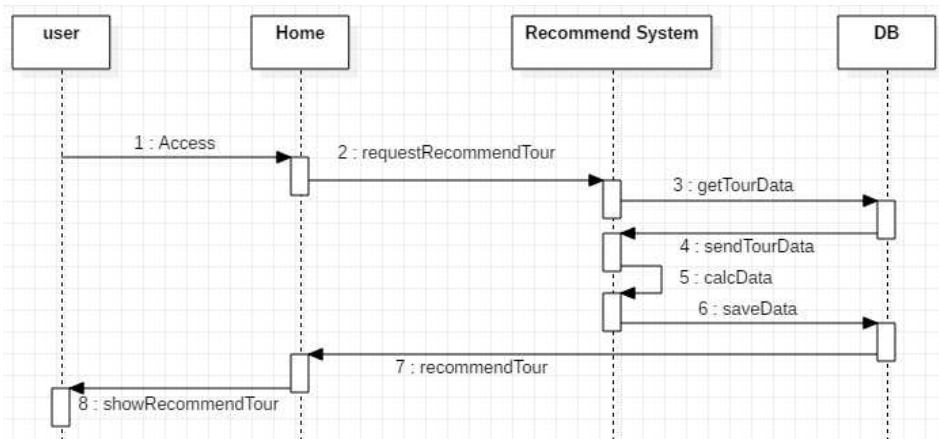 user
Home
Recommend System
DB
1 : Access
2 : requestRecommendTour
3 : getTourData
4 : sendTourData
5 : calcData
6 : saveData
7 : recommendTour
8 : showRecommendTour